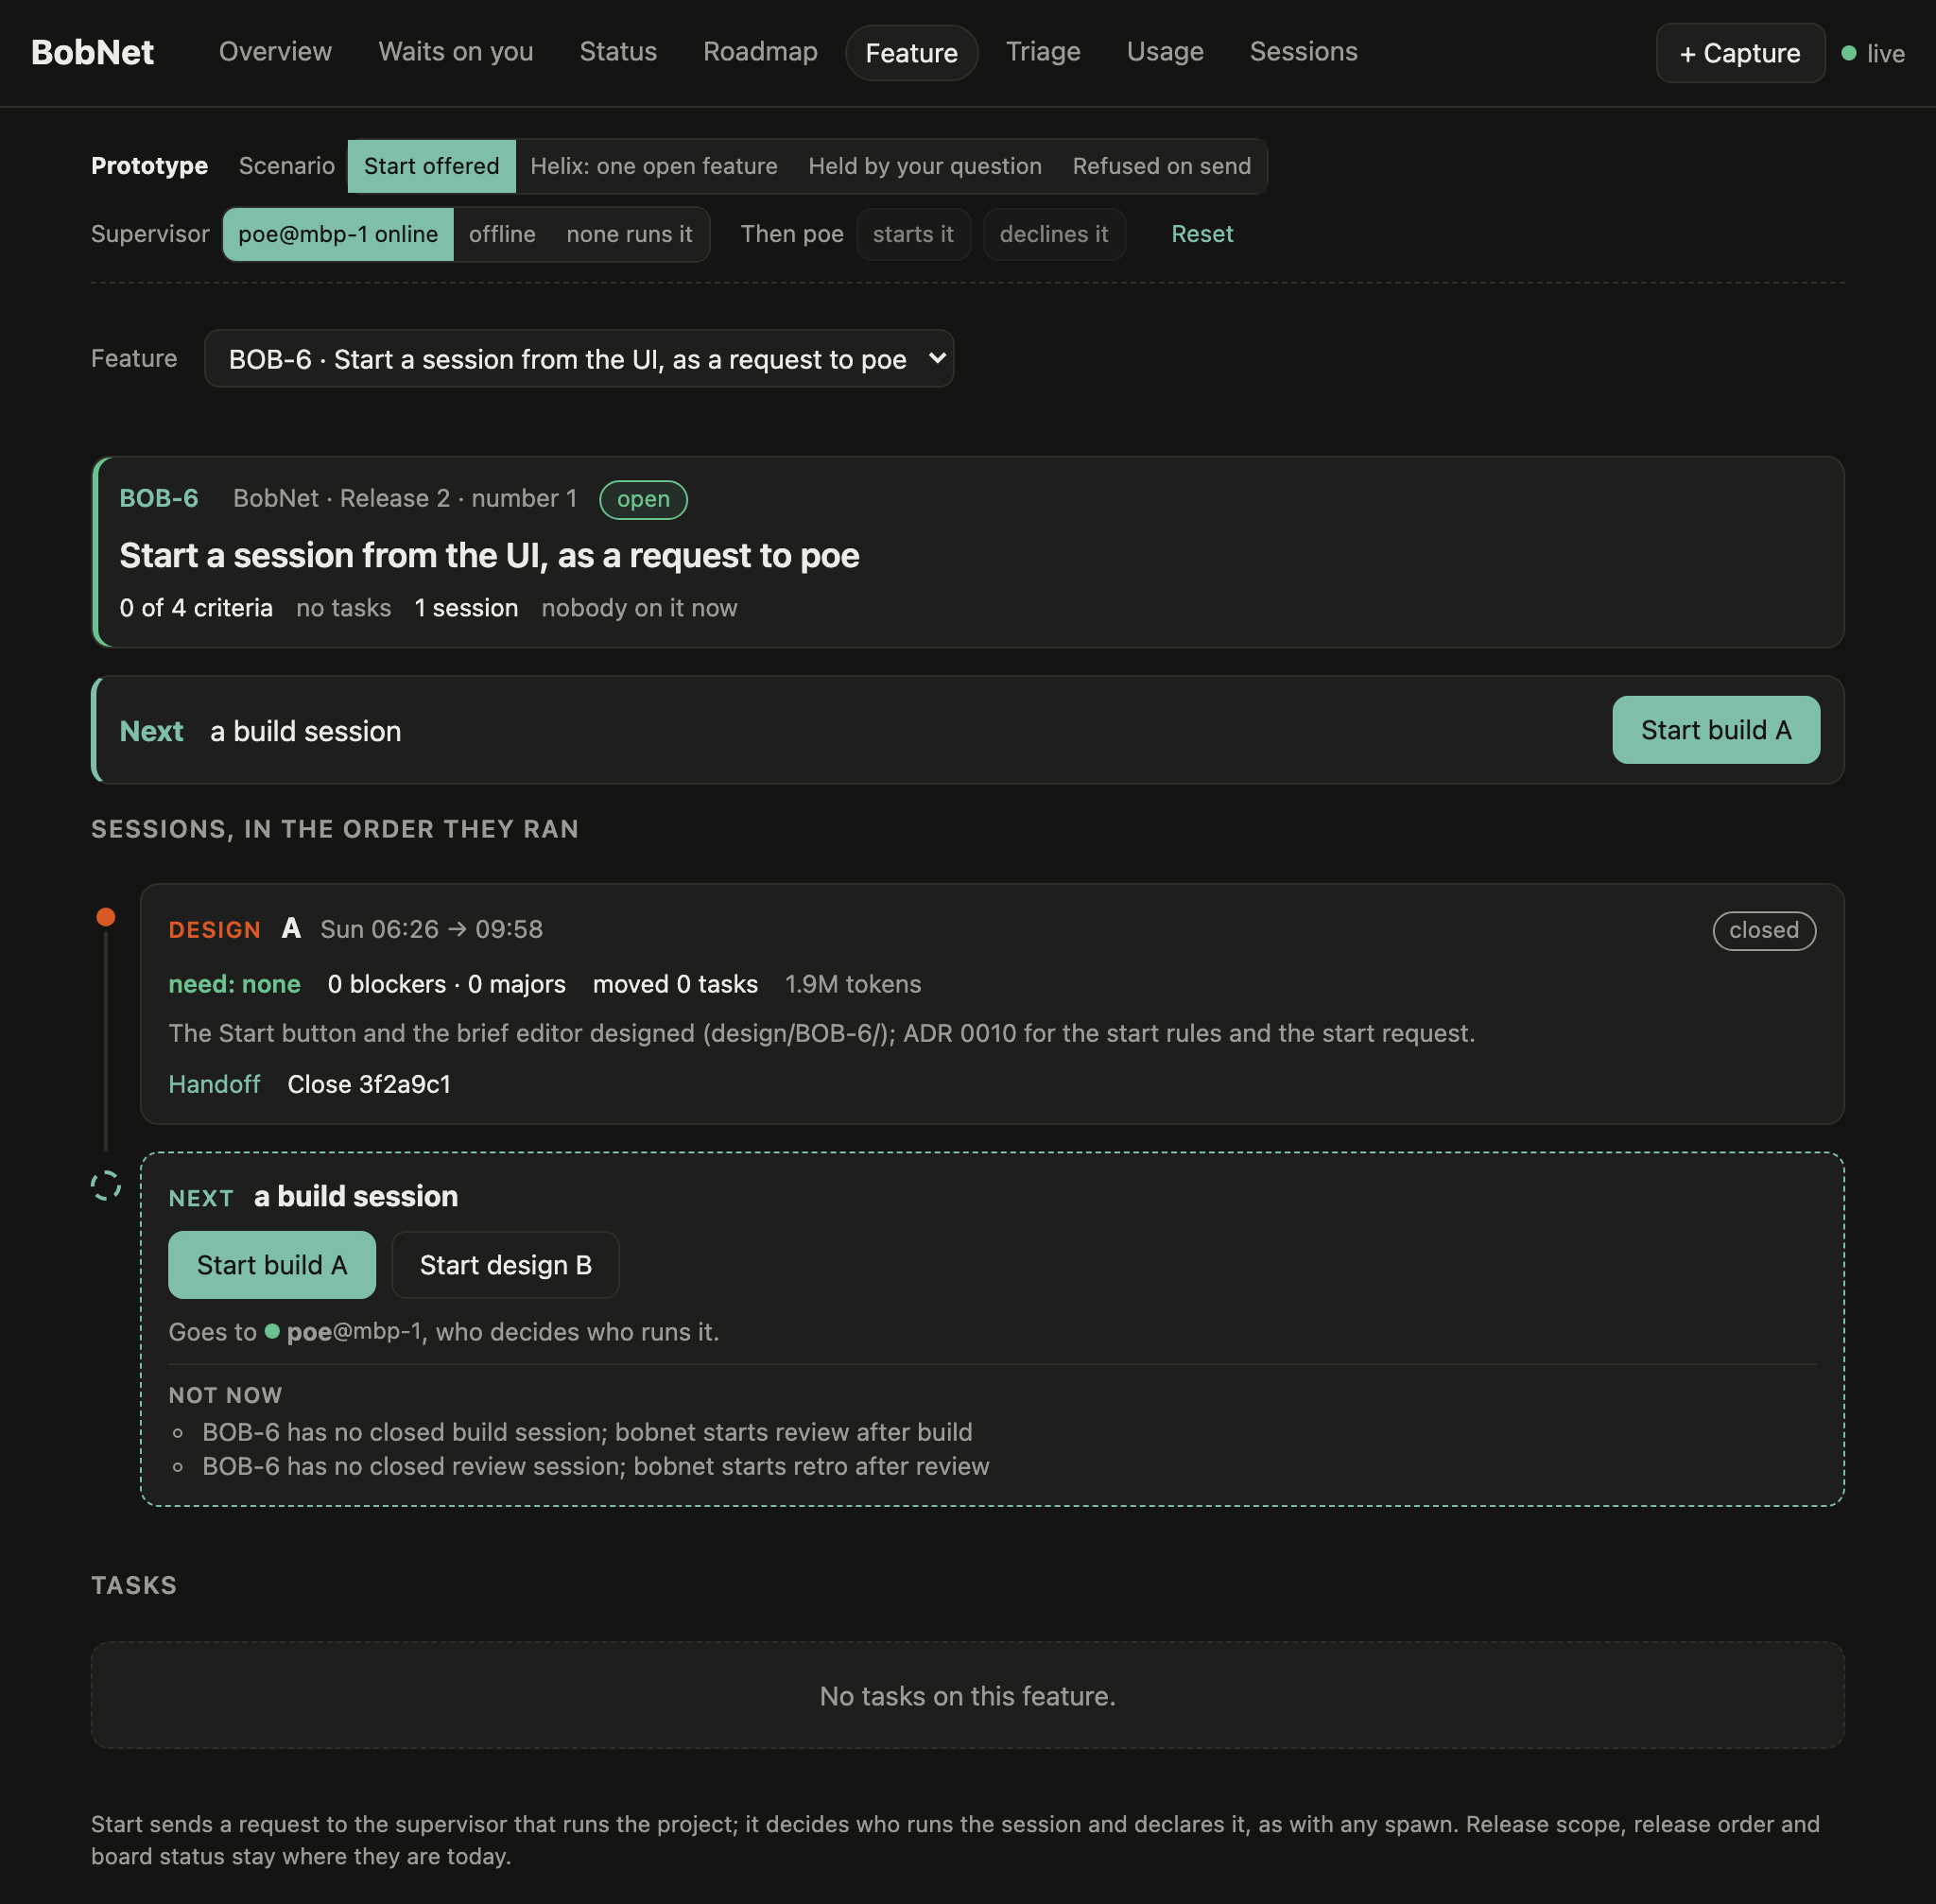 BobNet Overview Waits on you Status Roadmap Feature Triage Usage Sessions + Capture live
Prototype Scenario Start offered Helix: one open feature Held by your question Refused on send
Supervisor poe@mbp-1 online offline none runs it Then poe starts it declines it Reset
Feature BOB-6 · Start a session from the UI, as a request to poe
BOB-6 BobNet · Release 2 · number 1 open
Start a session from the UI, as a request to poe
0 of 4 criteria no tasks 1 session nobody on it now
Next a build session Start build A
SESSIONS, IN THE ORDER THEY RAN
DESIGN A Sun 06:26 → 09:58 closed
need: none 0 blockers · 0 majors moved 0 tasks 1.9M tokens
The Start button and the brief editor designed (design/BOB-6/); ADR 0010 for the start rules and the start request.
Handoff Close 3f2a9c1
NEXT a build session
Start build A Start design B
Goes to poe@mbp-1, who decides who runs it.
NOT NOW
BOB-6 has no closed build session; bobnet starts review after build
BOB-6 has no closed review session; bobnet starts retro after review
TASKS
No tasks on this feature.
Start sends a request to the supervisor that runs the project; it decides who runs the session and declares it, as with any spawn. Release scope, release order and
board status stay where they are today.